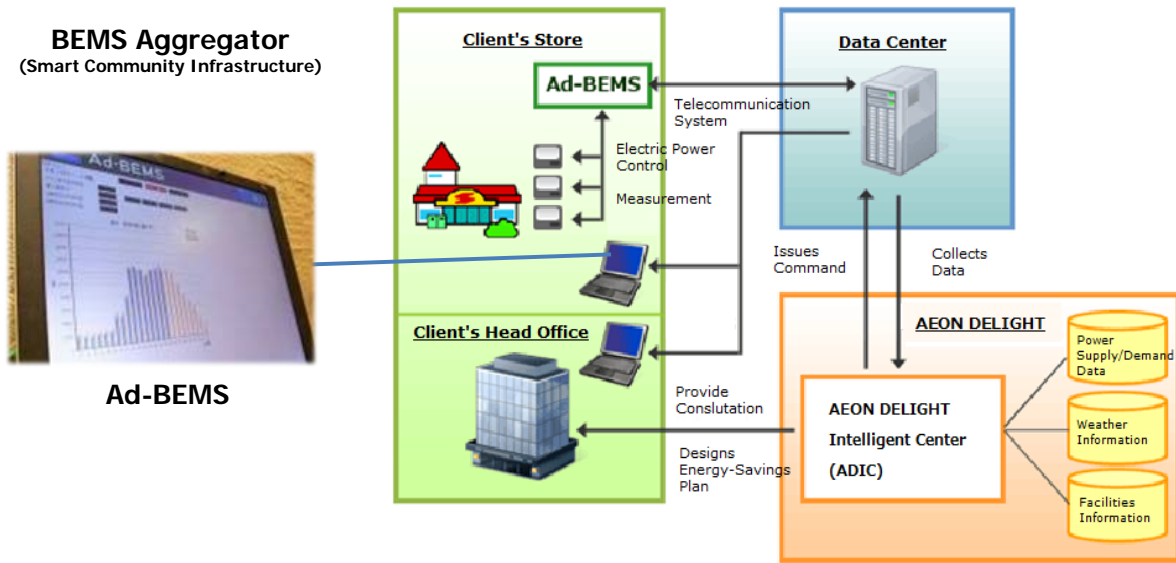 BEMS Aggregator
(Smart Community Infrastructure)
Ad-BEMS
Ad-BEMS
Client's Store
Ad-BEMS
Telecommunication
System
Electric Power
Control
Measurement
Client's Head Office
Data Center
Issues
Command
Collects
Data
Provide
Conslutation
Designs
Energy-Savings
Plan
AEON DELIGHT
AEON DELIGHT
Intelligent Center
(ADIC)
Power
Supply/Demand
Data
Weather
Information
Facilities
Information